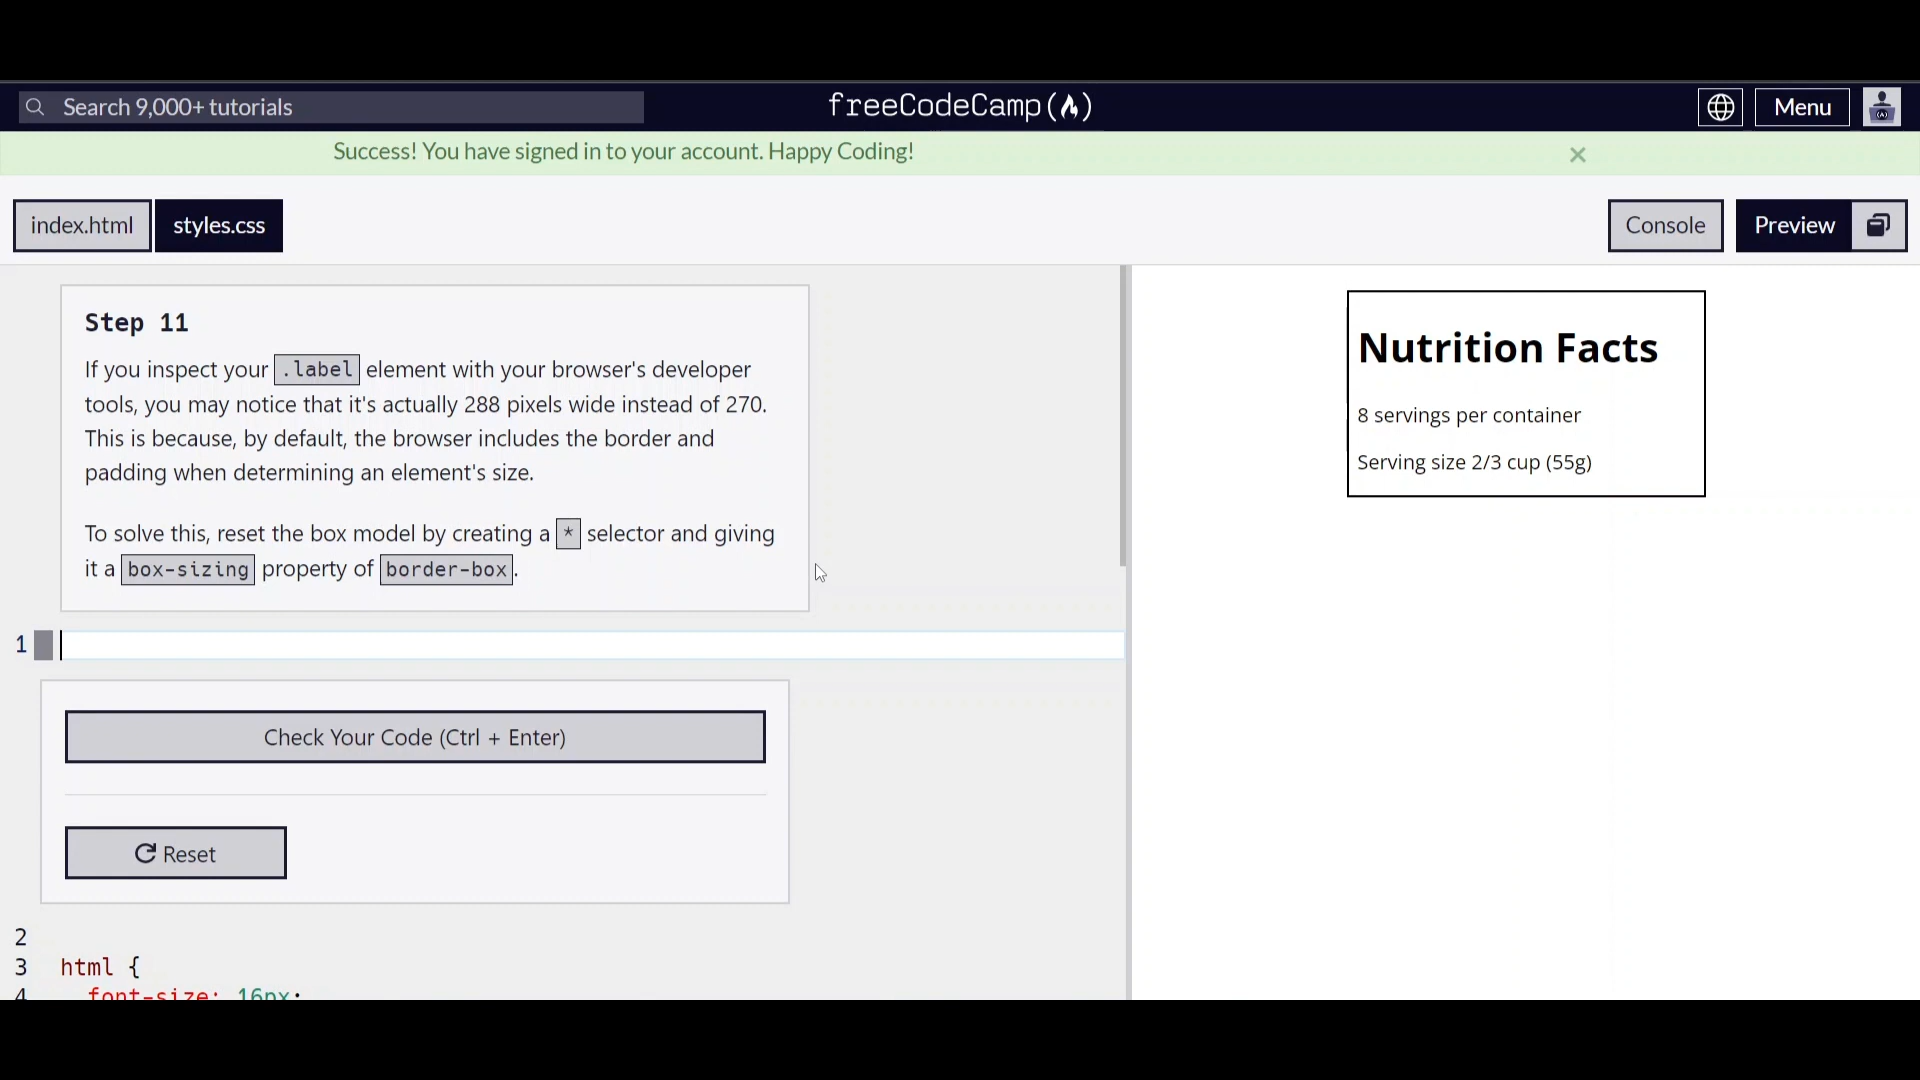 Search 9,000+ tutorials
freeCodeCamp(🔥)
Menu
Success! You have signed in to your account. Happy Coding!
×
index.html
styles.css
Console
Preview
Step 11
If you inspect your .label element with your browser's developer
tools, you may notice that it's actually 288 pixels wide instead of 270.
This is because, by default, the browser includes the border and
padding when determining an element's size.
To solve this, reset the box model by creating a * selector and giving
it a box-sizing property of border-box.
1
Check Your Code (Ctrl + Enter)
Reset
2
3 html {
4 font-size: 16px;
Nutrition Facts
8 servings per container
Serving size 2/3 cup (55g)